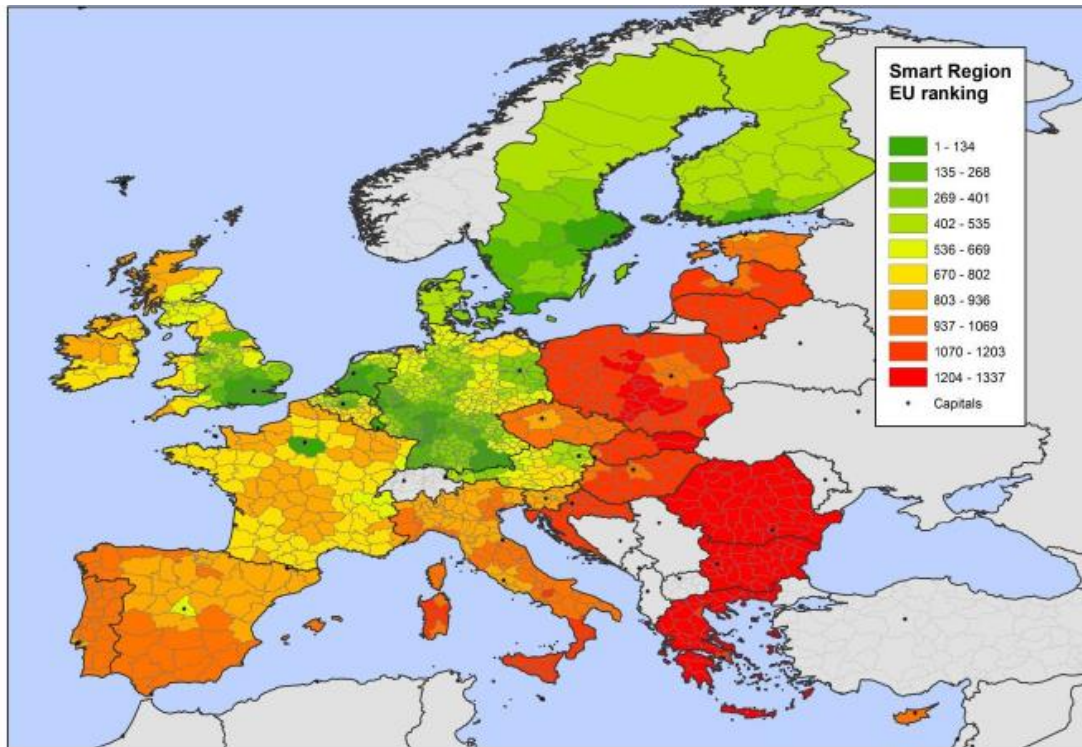 Smart Region
EU ranking
1 - 134
135 - 268
269 - 401
402 - 535
536 - 669
670 - 802
803 - 936
937 - 1069
1070 - 1203
1204 - 1337
Capitals